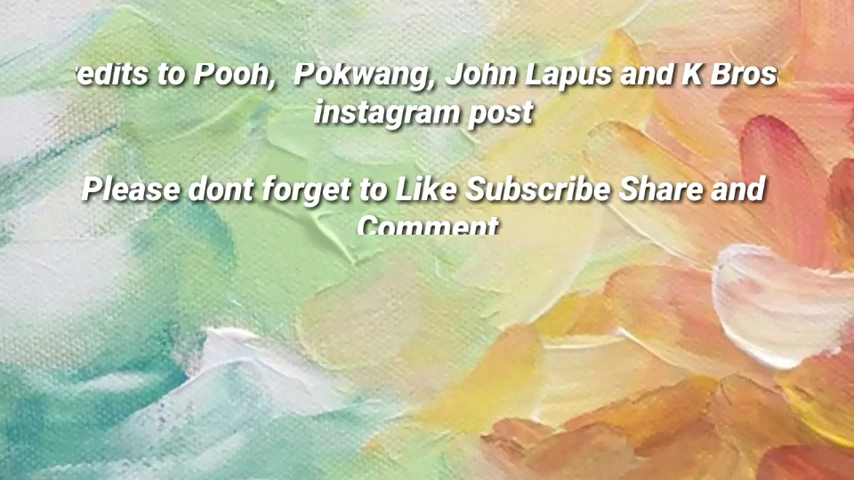 edits to Pooh, Pokwang, John Lapus and K Bros
instagram post
Please dont forget to Like Subscribe Share and
Comment